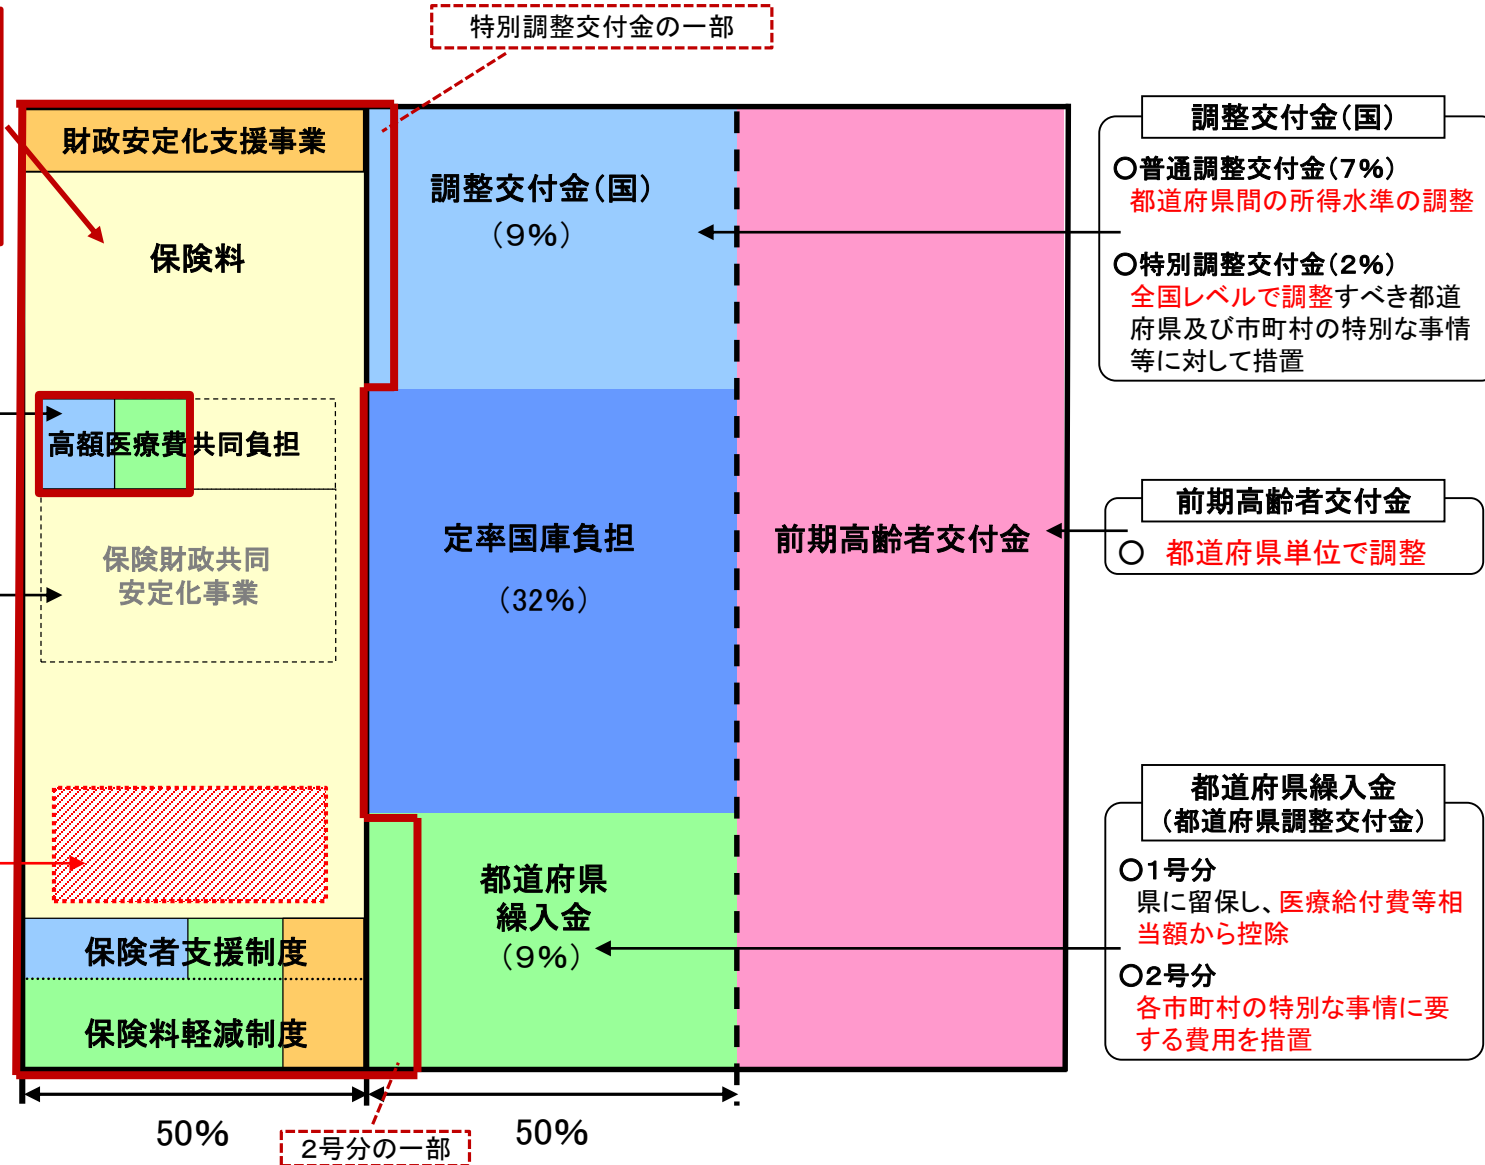 特別調整交付金の一部
財政安定化支援事業
保険料
高額医療費共同負担
保険財政共同
安定化事業
保険者支援制度
保険料軽減制度
調整交付金(国)
(9%)
定率国庫負担
(32%)
都道府県
繰入金
(9%)
前期高齢者交付金
50%
50%
2号分の一部
調整交付金(国)
○普通調整交付金(7%)
都道府県間の所得水準の調整
○特別調整交付金(2%)
全国レベルで調整すべき都道
府県及び市町村の特別な事情
等に対して措置
前期高齢者交付金
○ 都道府県単位で調整
都道府県繰入金
(都道府県調整交付金)
○1号分
県に留保し、医療給付費等相
当額から控除
○2号分
各市町村の特別な事情に要
する費用を措置